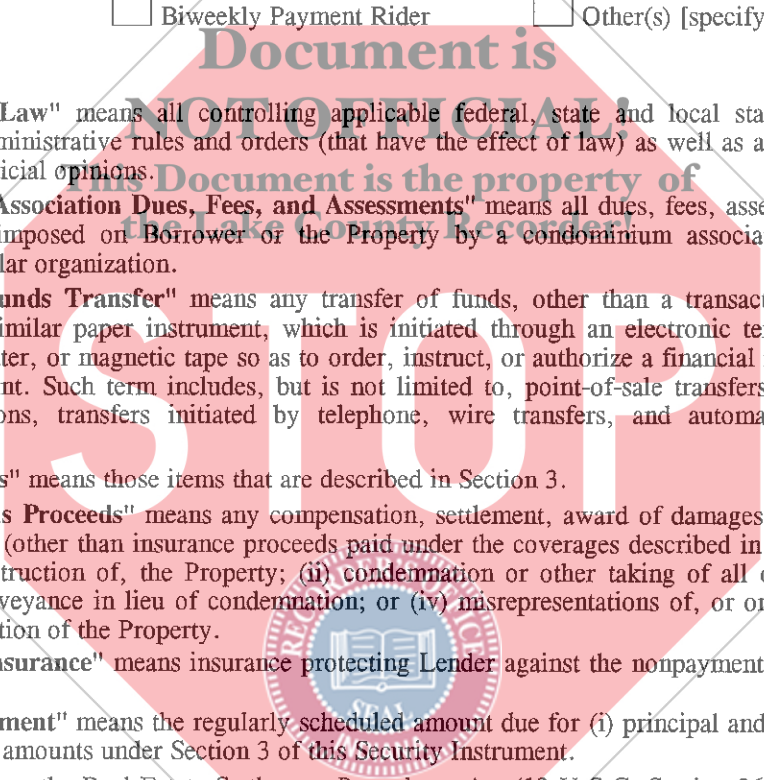 Biweekly Payment Rider Other(s) [specify
Document is
Law" means all controlling applicable federal, state and local sta
NOT OFFICIAL!
ministrative rules and orders (that have the effect of law) as well as a
icial opinions.
This Document is the property of
Association Dues, Fees, and Assessments" means all dues, fees, asse
the Lake County Recorder!
imposed on Borrower or the Property by a condominium associa
lar organization.
unds Transfer" means any transfer of funds, other than a transact
similar paper instrument, which is initiated through an electronic te
ter, or magnetic tape so as to order, instruct, or authorize a financial
nt. Such term includes, but is not limited to, point-of-sale transfers
ons, transfers initiated by telephone, wire transfers, and automa
STOP
s" means those items that are described in Section 3.
s Proceeds" means any compensation, settlement, award of damages
(other than insurance proceeds paid under the coverages described in
truction of, the Property; (ii) condemnation or other taking of all
veyance in lieu of condemnation; or (iv) misrepresentations of, or o
tion of the Property.
RECORDER'S OFFICE
nsurance" means insurance protecting Lender against the nonpayment
SEAL
ment" means the regularly scheduled amount due for (i) principal and
amounts under Section 3 of this Security Instrument.